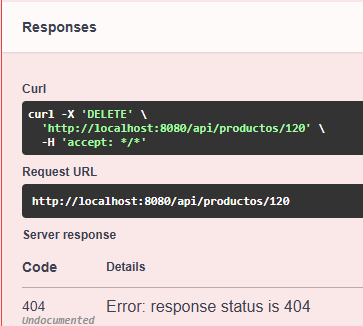 Responses
Curl
curl -X 'DELETE' \
'http://localhost:8080/api/productos/120' \
-H 'accept: */*'
Request URL
http://localhost:8080/api/productos/120
Server response
Code Details
404 Error: response status is 404
Undocumented